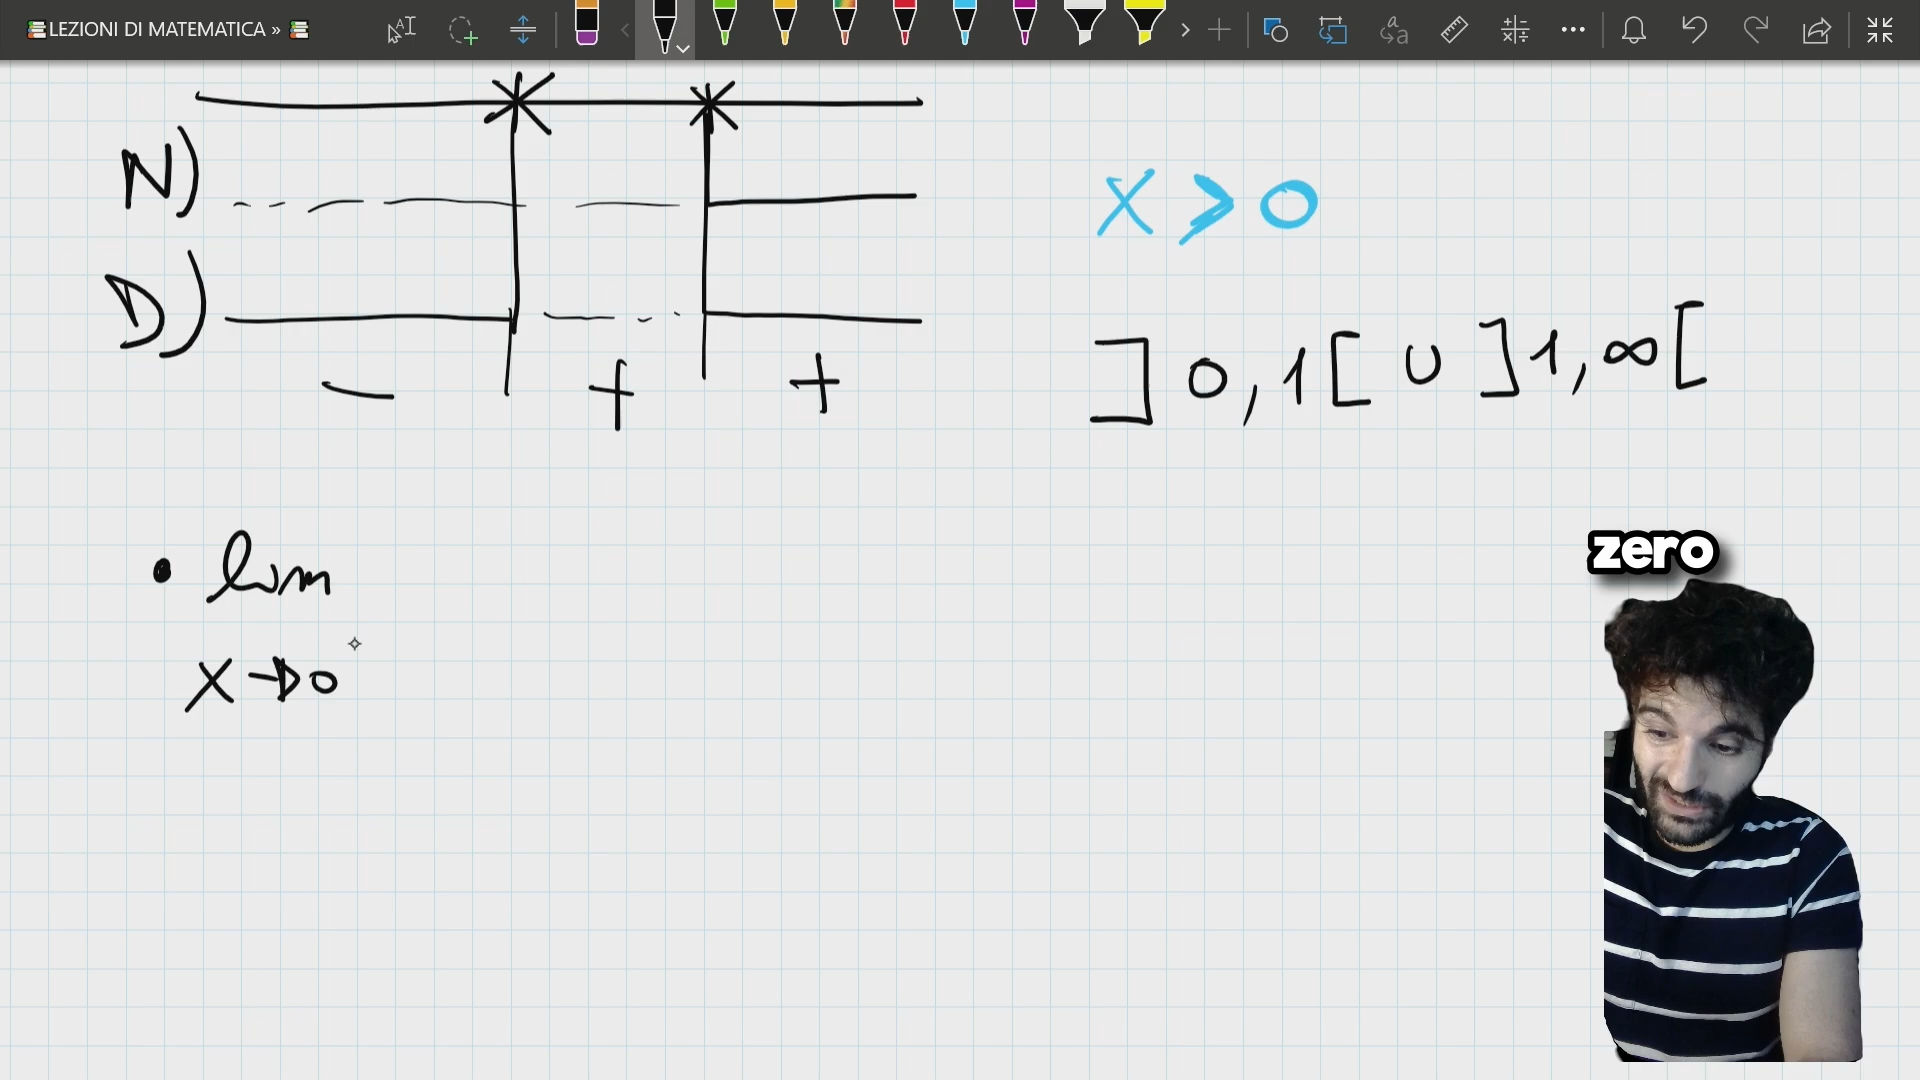 LEZIONI DI MATEMATICA »
N)
D)
- + +
x > 0
]0,1[ ∪ ]1,∞[
• lim
x→0
zero